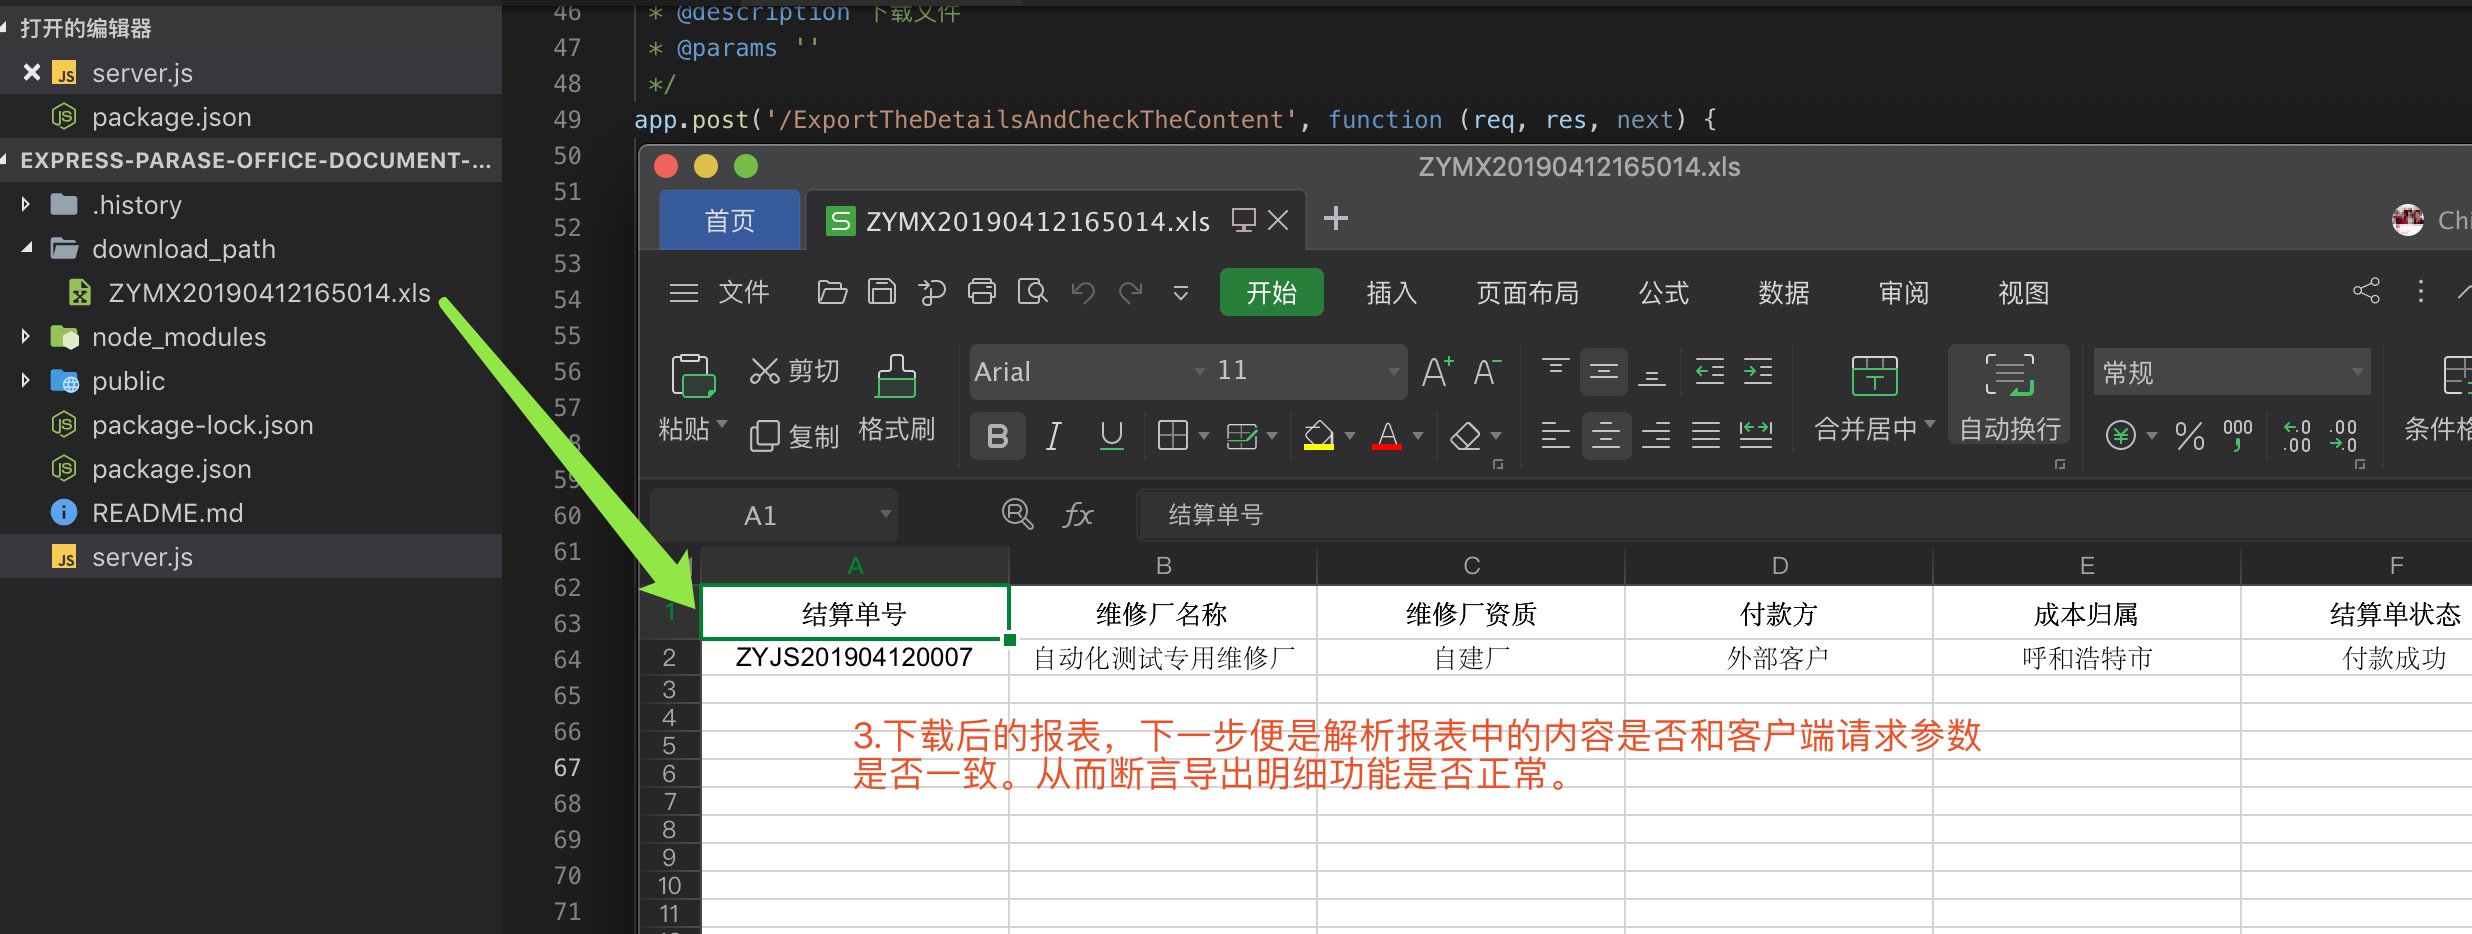 打开的编辑器
server.js
package.json
EXPRESS-PARASE-OFFICE-DOCUMENT-...
.history
download_path
ZYMX20190412165014.xls
node_modules
public
package-lock.json
package.json
README.md
server.js
46 * @description 下载文件
47 * @params ''
48 */
49 app.post('/ExportTheDetailsAndCheckTheContent', function (req, res, next) {
50
51
52
53
54
55
56
57
58
59
60
61
62
63
64
65
66
67
68
69
70
71
ZYMX20190412165014.xls
首页 ZYMX20190412165014.xls
文件 开始 插入 页面布局 公式 数据 审阅 视图
剪切 Arial 11 常规
粘贴 复制 格式刷 B I U A 合并居中 自动换行
A1 fx 结算单号
A B C D E F
1 结算单号 维修厂名称 维修厂资质 付款方 成本归属 结算单状态
2 ZYJS201904120007 自动化测试专用维修厂 自建厂 外部客户 呼和浩特市 付款成功
3
4
5
6
7
8
9
10
11
3.下载后的报表，下一步便是解析报表中的内容是否和客户端请求参数
是否一致。从而断言导出明细功能是否正常。